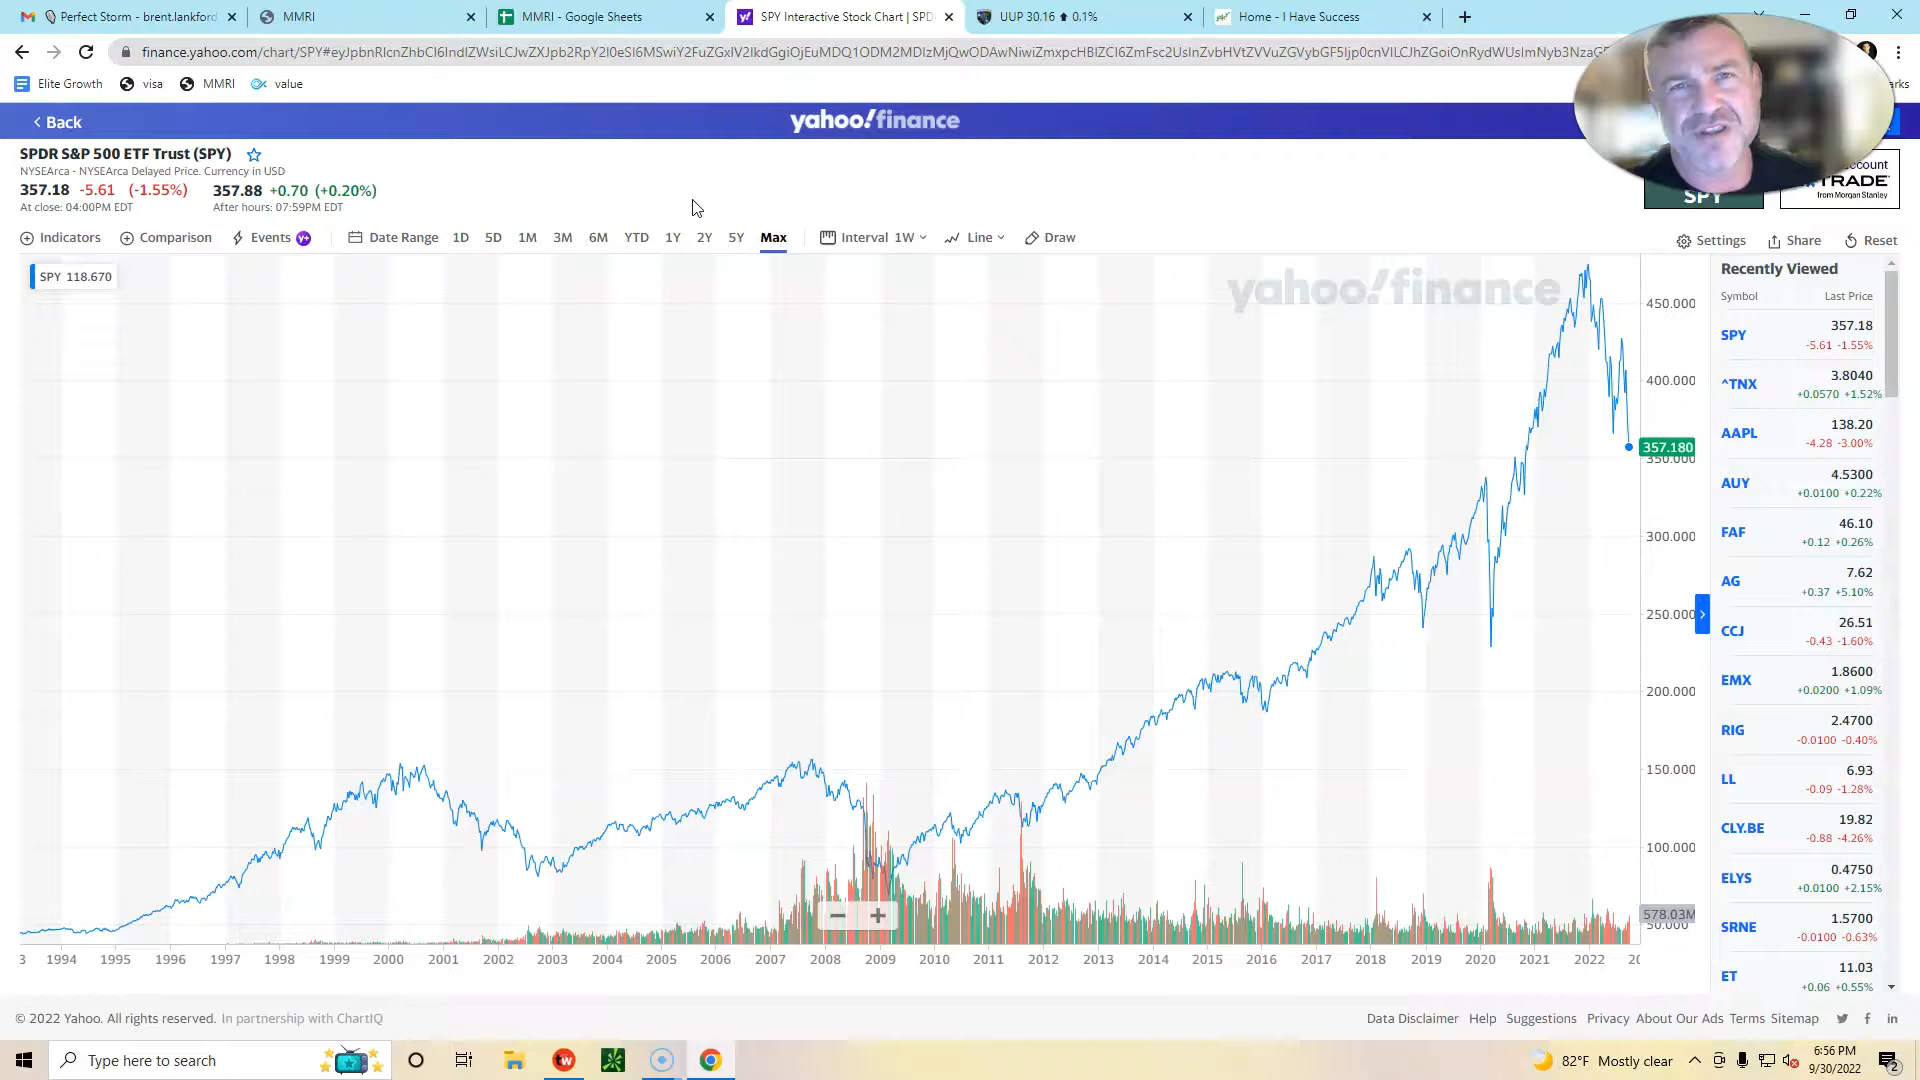 Perfect Storm - brent.lankford
MMRI
MMRI - Google Sheets
SPY Interactive Stock Chart | SPD
UUP 30.16 ⬆ 0.1%
Home - I Have Success
Elite Growth
visa
MMRI
value
arks
Back
yahoo!finance
SPDR S&P 500 ETF Trust (SPY)
NYSEArca - NYSEArca Delayed Price. Currency in USD
357.18 -5.61 (-1.55%)
357.88 +0.70 (+0.20%)
At close: 04:00PM EDT
After hours: 07:59PM EDT
SPY
ccount
TRADE
from Morgan Stanley
Indicators
Comparison
Events
Date Range
1D
5D
1M
3M
6M
YTD
1Y
2Y
5Y
Max
Interval 1W
Line
Draw
Settings
Share
Reset
SPY 118.670
yahoo!finance
450.000
400.000
357.180
350.000
300.000
250.000
200.000
150.000
100.000
578.03M
50.000
3 1994 1995 1996 1997 1998 1999 2000 2001 2002 2003 2004 2005 2006 2007 2008 2009 2010 2011 2012 2013 2014 2015 2016 2017 2018 2019 2020 2021 2022 20
Recently Viewed
Symbol Last Price
SPY 357.18
-5.61 -1.55%
^TNX 3.8040
+0.0570 +1.52%
AAPL 138.20
-4.28 -3.00%
AUY 4.5300
+0.0100 +0.22%
FAF 46.10
+0.12 +0.26%
AG 7.62
+0.37 +5.10%
CCJ 26.51
-0.43 -1.60%
EMX 1.8600
+0.0200 +1.09%
RIG 2.4700
-0.0100 -0.40%
LL 6.93
-0.09 -1.28%
CLY.BE 19.82
-0.88 -4.26%
ELYS 0.4750
+0.0100 +2.15%
SRNE 1.5700
-0.0100 -0.63%
ET 11.03
+0.06 +0.55%
© 2022 Yahoo. All rights reserved. In partnership with ChartIQ
Data Disclaimer Help Suggestions Privacy About Our Ads Terms Sitemap
Type here to search
82°F Mostly clear
6:56 PM
9/30/2022
2